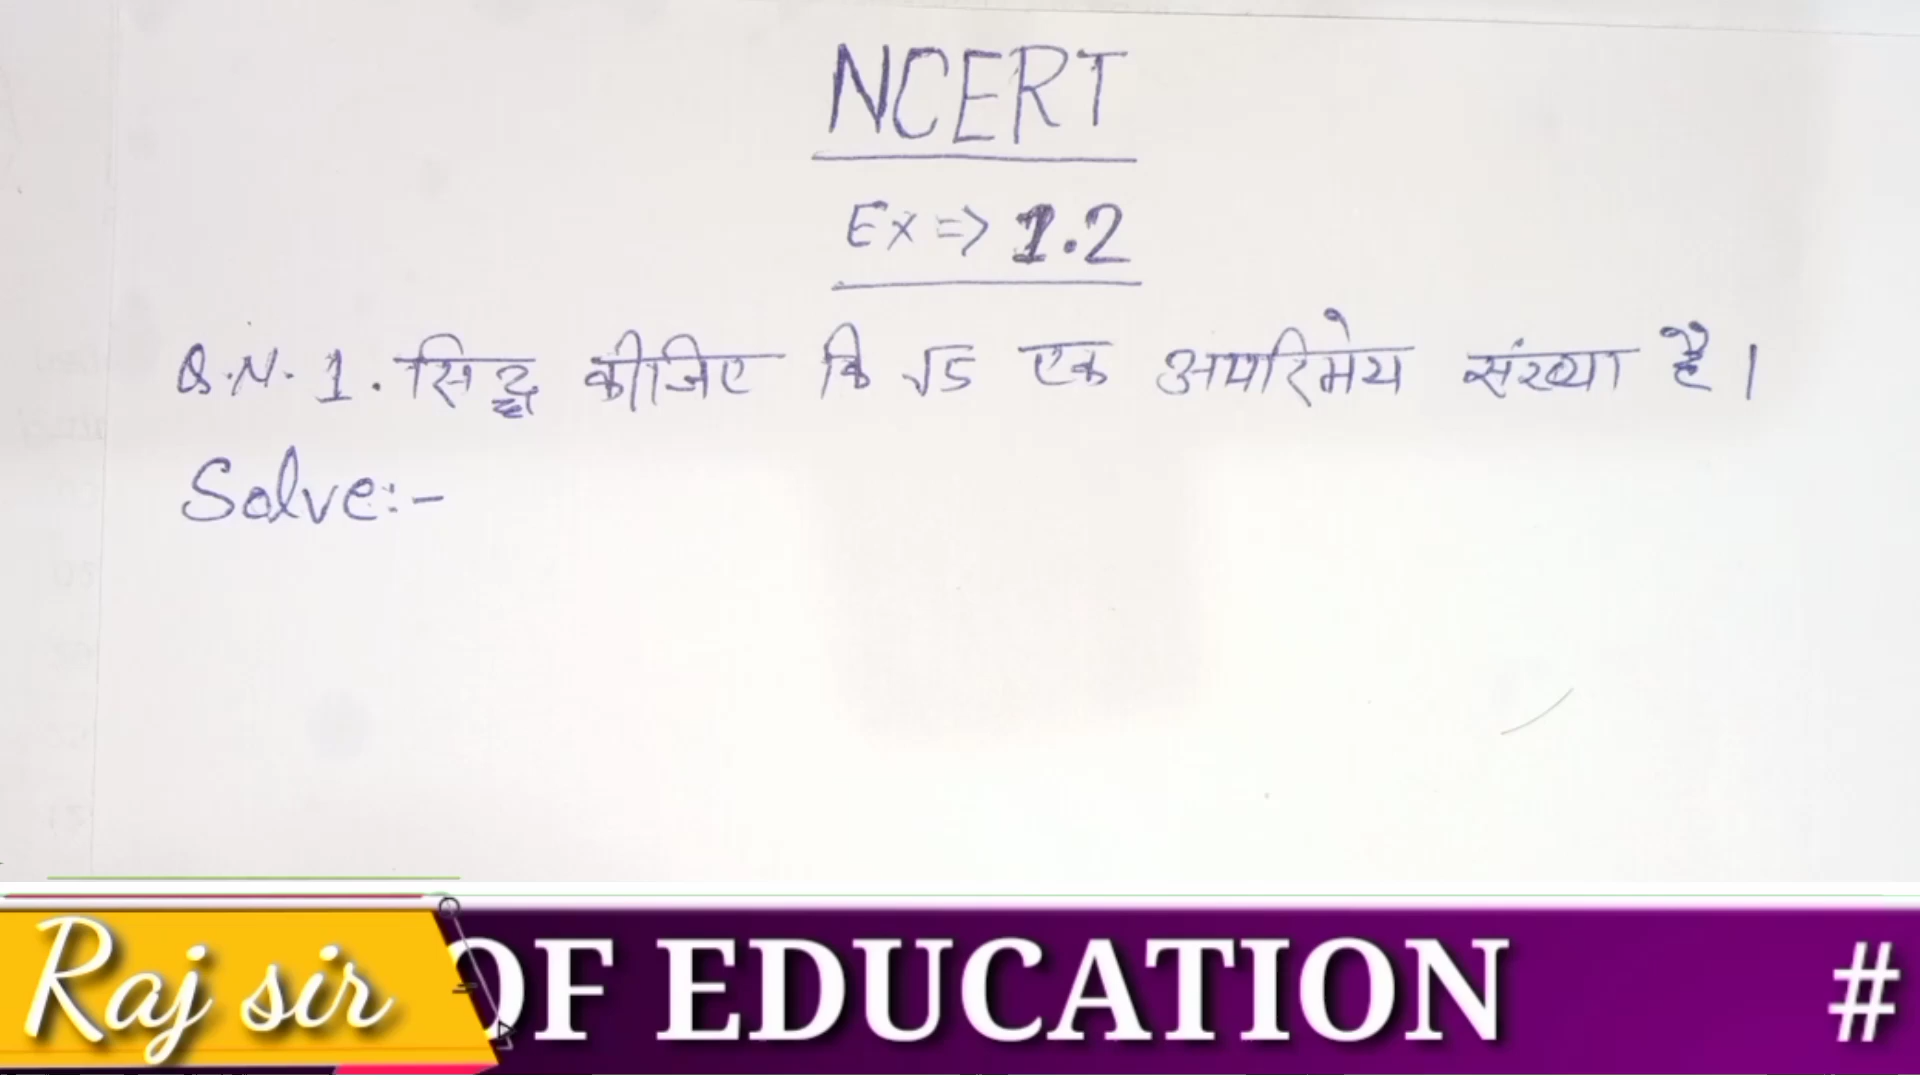 NCERT
Ex => 1.2
Q.N. 1. सिद्ध कीजिए कि √5 एक अपरिमेय संख्या है।
Solve:-
Raj sir OF EDUCATION #